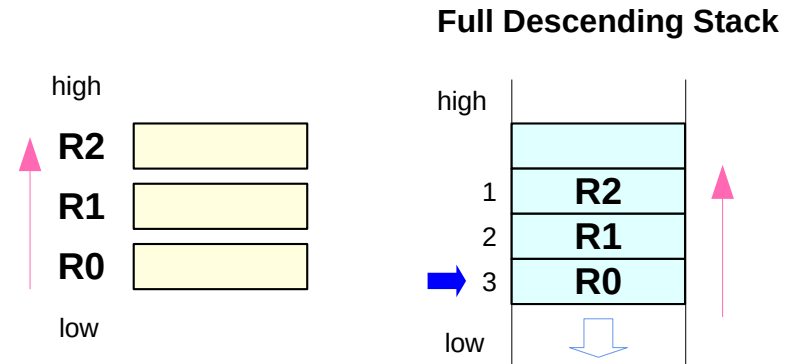 Full Descending Stack
high
R2
R1
R0
low
high
1 R2
2 R1
3 R0
low